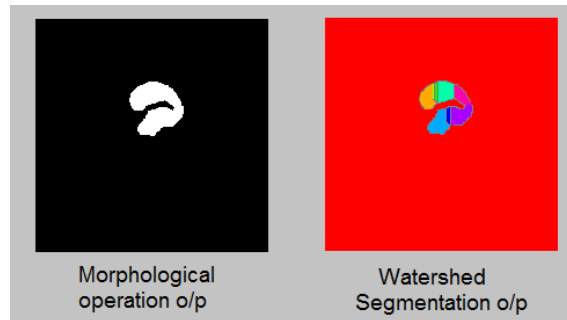 Morphological
operation o/p
Watershed
Segmentation o/p